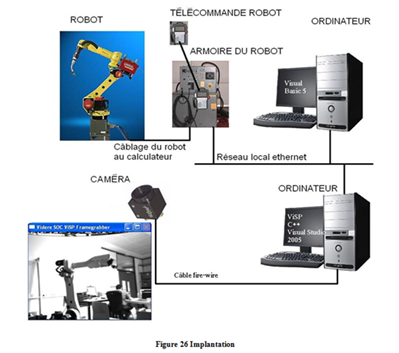 TÉLÉCOMMANDE ROBOT
ROBOT
ORDINATEUR
ARMOIRE DU ROBOT
Visual
Basic 5
Câblage du robot
au calculateur
Réseau local ethernet
CAMÉRA
ORDINATEUR
ViSP
C++
Visual Studio
2005
Videre SOC ViSP Framegrabber
Câble fire-wire
Figure 26 Implantation